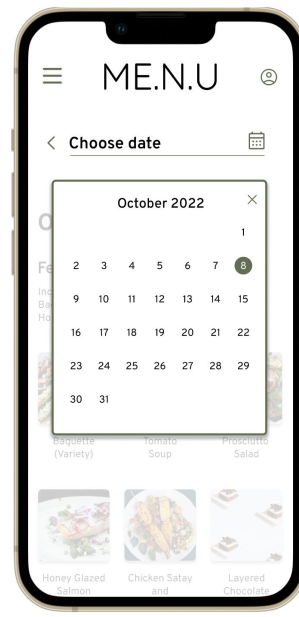 ME.N.U
Choose date
October 2022
1
2 3 4 5 6 7 8
9 10 11 12 13 14 15
16 17 18 19 20 21 22
23 24 25 26 27 28 29
30 31
Baguette (Variety)
Tomato Soup
Prosciutto Salad
Honey Glazed Salmon
Chicken Satay and
Layered Chocolate